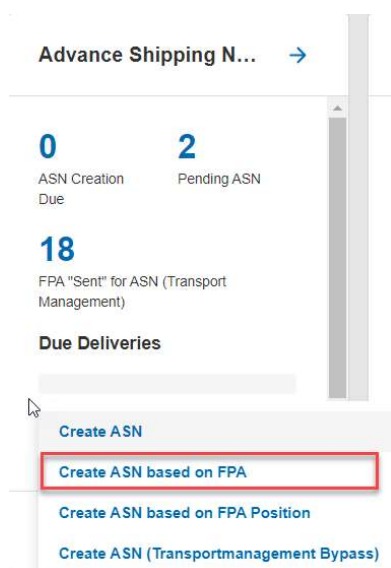 Advance Shipping N...
0 2
ASN Creation Due Pending ASN
18
FPA "Sent" for ASN (Transport
Management)
Due Deliveries
Create ASN
Create ASN based on FPA
Create ASN based on FPA Position
Create ASN (Transportmanagement Bypass)